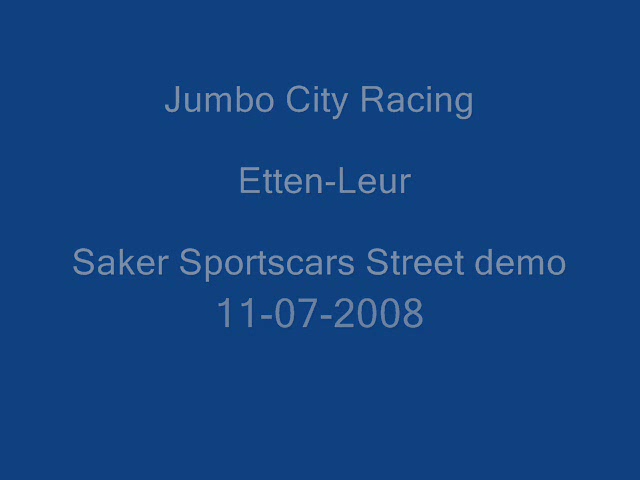 Jumbo City Racing
Etten-Leur
Saker Sportscars Street demo
11-07-2008